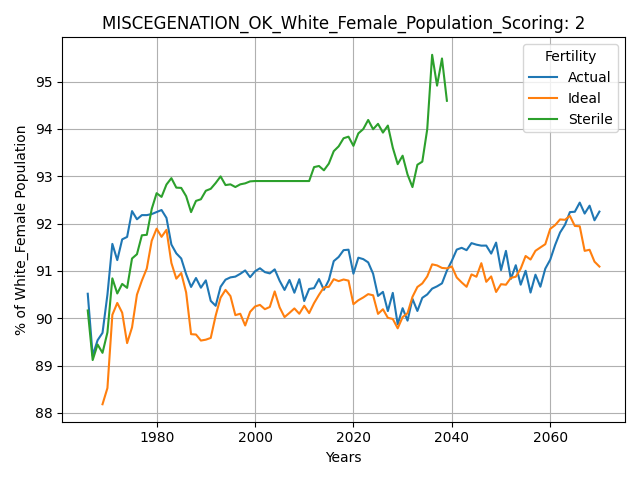 MISCEGENATION_OK_White_Female_Population_Scoring: 2
Fertility
Actual
Ideal
Sterile
% of White_Female Population
95
94
93
92
91
90
89
88
1980
2000
2020
2040
2060
Years